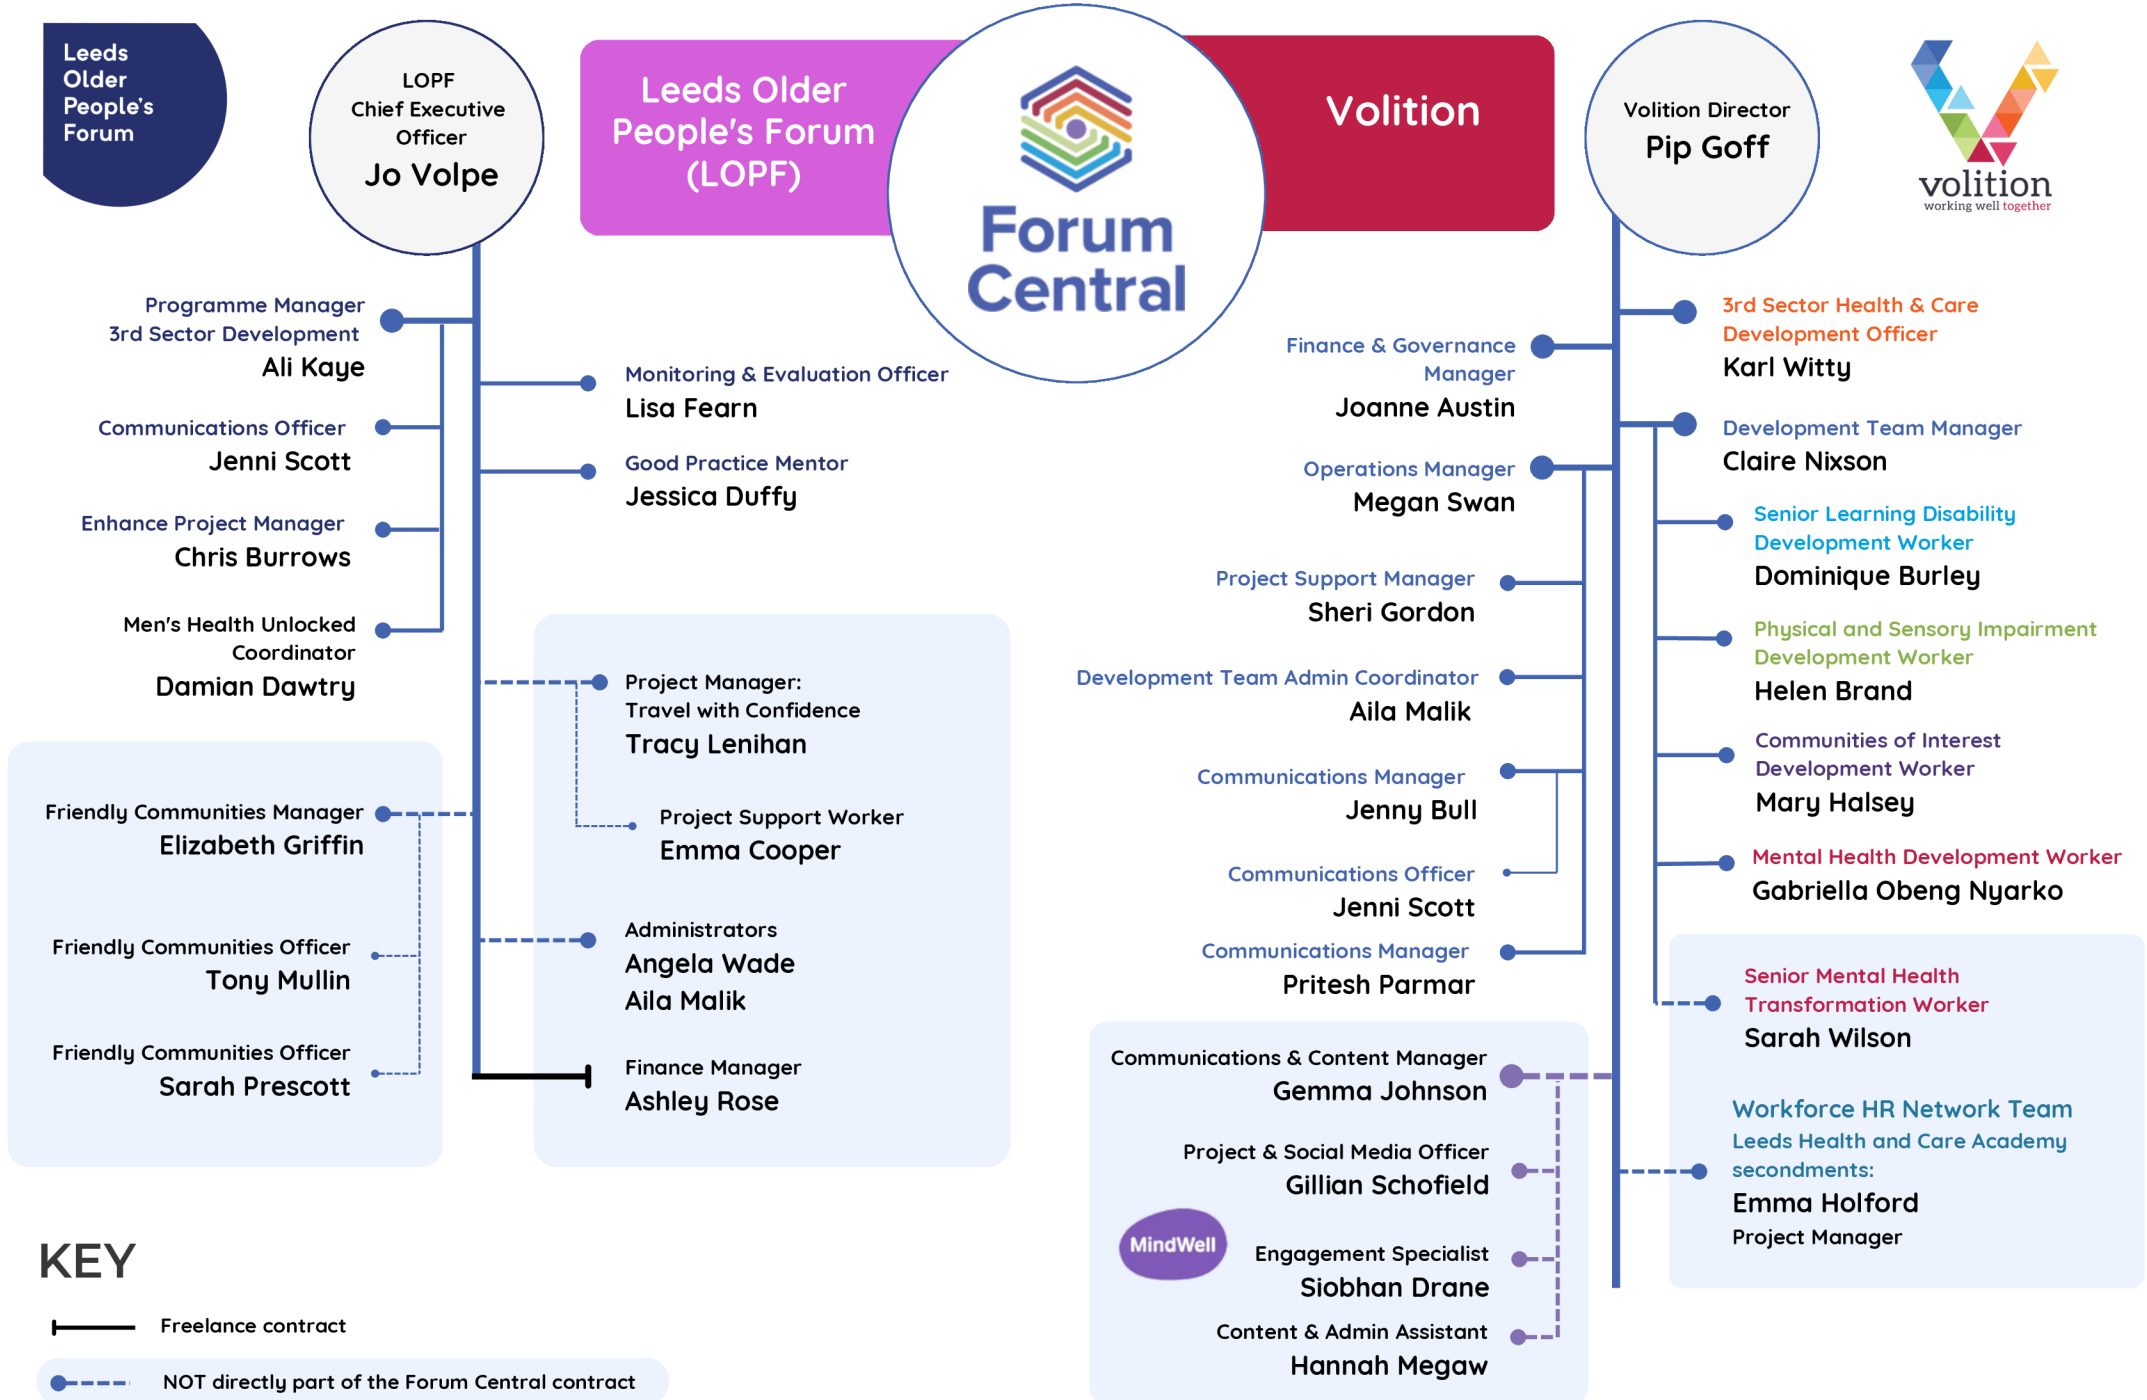 Leeds
Older
People's
Forum
LOPF
Chief Executive
Officer
Jo Volpe
Leeds Older
People's Forum
(LOPF)
Forum
Central
Volition
Volition Director
Pip Goff
volition
working well together
Programme Manager
3rd Sector Development
Ali Kaye
Communications Officer
Jenni Scott
Enhance Project Manager
Chris Burrows
Men's Health Unlocked
Coordinator
Damian Dawtry
Friendly Communities Manager
Elizabeth Griffin
Friendly Communities Officer
Tony Mullin
Friendly Communities Officer
Sarah Prescott
Monitoring & Evaluation Officer
Lisa Fearn
Good Practice Mentor
Jessica Duffy
Project Manager:
Travel with Confidence
Tracy Lenihan
Project Support Worker
Emma Cooper
Administrators
Angela Wade
Aila Malik
Finance Manager
Ashley Rose
Finance & Governance
Manager
Joanne Austin
Operations Manager
Megan Swan
Project Support Manager
Sheri Gordon
Development Team Admin Coordinator
Aila Malik
Communications Manager
Jenny Bull
Communications Officer
Jenni Scott
Communications Manager
Pritesh Parmar
Communications & Content Manager
Gemma Johnson
Project & Social Media Officer
Gillian Schofield
MindWell
Engagement Specialist
Siobhan Drane
Content & Admin Assistant
Hannah Megaw
3rd Sector Health & Care
Development Officer
Karl Witty
Development Team Manager
Claire Nixson
Senior Learning Disability
Development Worker
Dominique Burley
Physical and Sensory Impairment
Development Worker
Helen Brand
Communities of Interest
Development Worker
Mary Halsey
Mental Health Development Worker
Gabriella Obeng Nyarko
Senior Mental Health
Transformation Worker
Sarah Wilson
Workforce HR Network Team
Leeds Health and Care Academy
secondments:
Emma Holford
Project Manager
KEY
Freelance contract
NOT directly part of the Forum Central contract